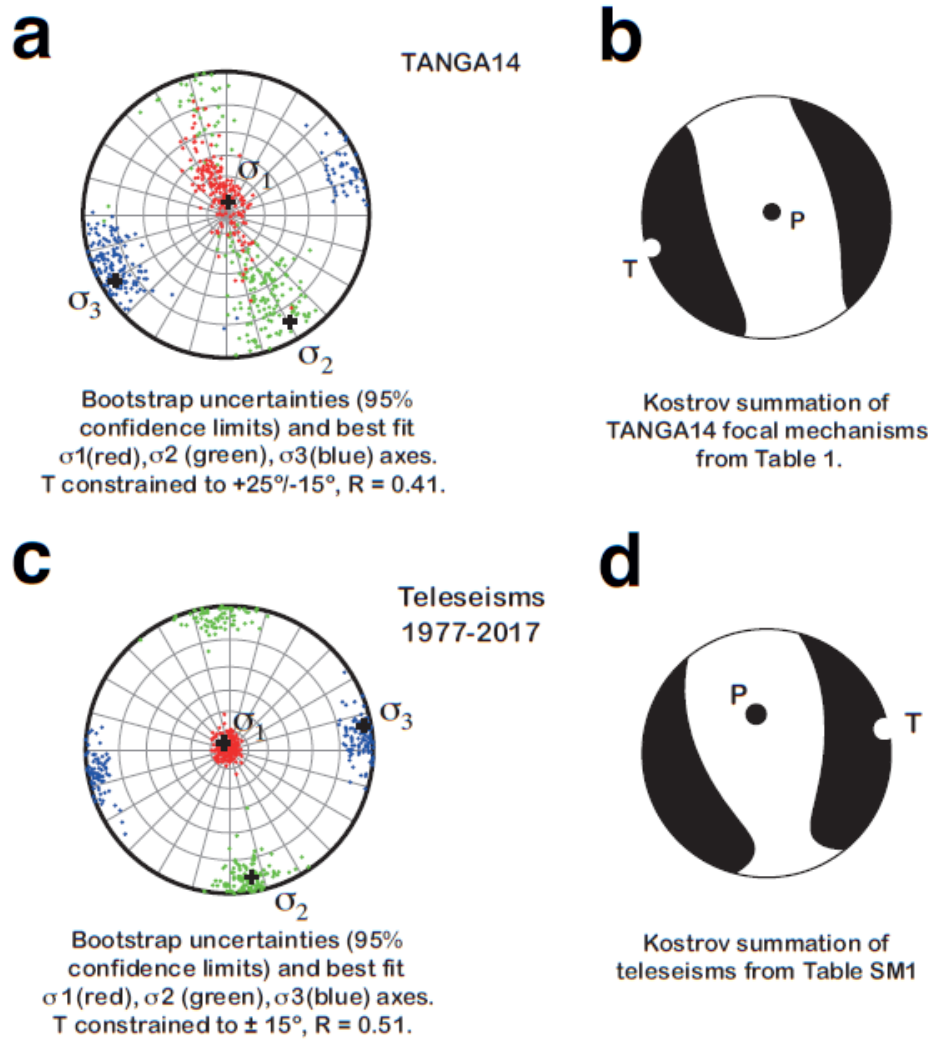 a
TANGA14
b
σ1
σ3
σ2
P
T
Bootstrap uncertainties (95%
confidence limits) and best fit
σ1(red),σ2 (green), σ3(blue) axes.
T constrained to +25º/-15º, R = 0.41.
Kostrov summation of
TANGA14 focal mechanisms
from Table 1.
c
Teleseisms
1977-2017
d
σ1
σ3
σ2
P
T
Bootstrap uncertainties (95%
confidence limits) and best fit
σ1(red), σ2 (green), σ3(blue) axes.
T constrained to ± 15º, R = 0.51.
Kostrov summation of
teleseisms from Table SM1